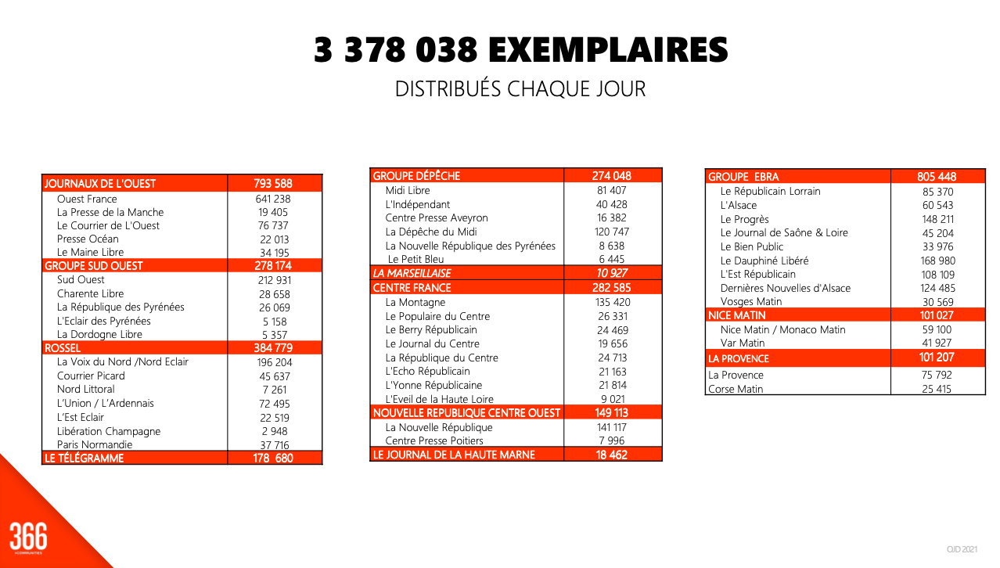 3 378 038 EXEMPLAIRES
DISTRIBUÉS CHAQUE JOUR
JOURNAUX DE L'OUEST 793 588
Ouest France 641 238
La Presse de la Manche 19 405
Le Courrier de L'Ouest 76 737
Presse Océan 22 013
Le Maine Libre 34 195
GROUPE SUD OUEST 278 174
Sud Ouest 212 931
Charente Libre 28 658
La République des Pyrénées 26 069
L'Eclair des Pyrénées 5 158
La Dordogne Libre 5 357
ROSSEL 384 779
La Voix du Nord /Nord Eclair 196 204
Courrier Picard 45 637
Nord Littoral 7 261
L’Union / L’Ardennais 72 495
L’Est Eclair 22 519
Libération Champagne 2 948
Paris Normandie 37 716
LE TÉLÉGRAMME 178 680
GROUPE DÉPÊCHE 274 048
Midi Libre 81 407
L'Indépendant 40 428
Centre Presse Aveyron 16 382
La Dépêche du Midi 120 747
La Nouvelle République des Pyrénées 8 638
Le Petit Bleu 6 445
LA MARSEILLAISE 10 927
CENTRE FRANCE 282 585
La Montagne 135 420
Le Populaire du Centre 26 331
Le Berry Républicain 24 469
Le Journal du Centre 19 656
La République du Centre 24 713
L'Echo Républicain 21 163
L'Yonne Républicaine 21 814
L'Eveil de la Haute Loire 9 021
NOUVELLE REPUBLIQUE CENTRE OUEST 149 113
La Nouvelle République 141 117
Centre Presse Poitiers 7 996
LE JOURNAL DE LA HAUTE MARNE 18 462
GROUPE EBRA 805 448
Le Républicain Lorrain 85 370
L'Alsace 60 543
Le Progrès 148 211
Le Journal de Saône & Loire 45 204
Le Bien Public 33 976
Le Dauphiné Libéré 168 980
L'Est Républicain 108 109
Dernières Nouvelles d'Alsace 124 485
Vosges Matin 30 569
NICE MATIN 101 027
Nice Matin / Monaco Matin 59 100
Var Matin 41 927
LA PROVENCE 101 207
La Provence 75 792
Corse Matin 25 415
366
#COMMUNITIES
OJD 2021